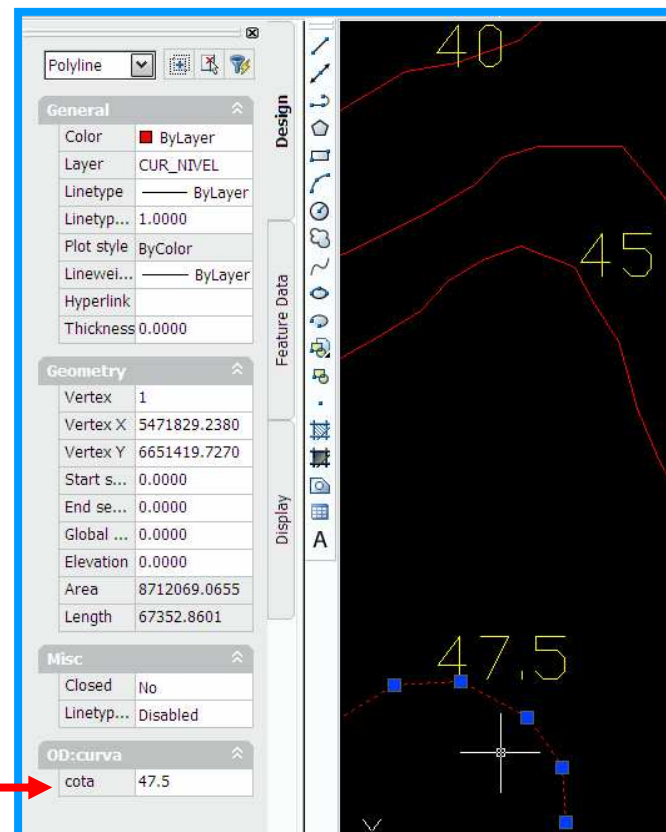 Polyline
General
Color ByLayer
Layer CUR_NIVEL
Linetype ByLayer
Linetyp... 1.0000
Plot style ByColor
Linewei... ByLayer
Hyperlink
Thickness 0.0000
Geometry
Vertex 1
Vertex X 5471829.2380
Vertex Y 6651419.7270
Start s... 0.0000
End se... 0.0000
Global ... 0.0000
Elevation 0.0000
Area 8712069.0655
Length 67352.8601
Misc
Closed No
Linetyp... Disabled
OD:curva
cota 47.5
Design
Feature Data
Display
A
40
45
47.5